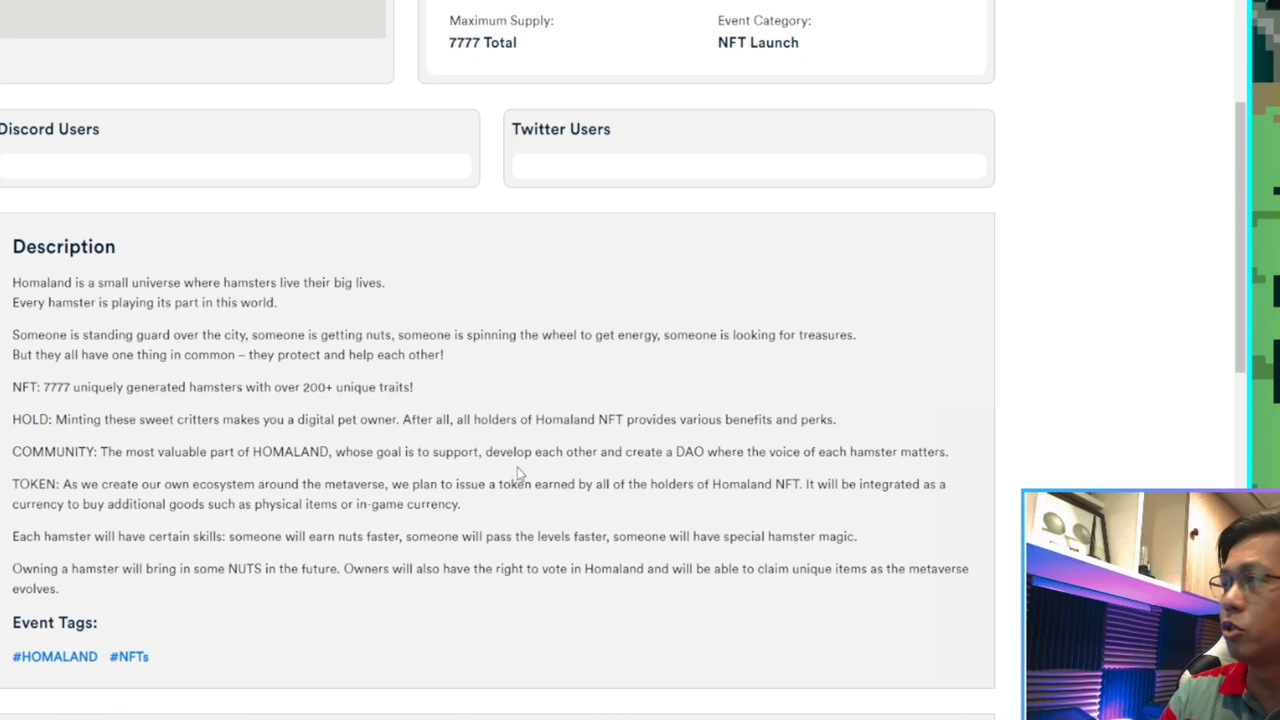 Maximum Supply:
Event Category:
7777 Total
NFT Launch
Discord Users
Twitter Users
Description
Homaland is a small universe where hamsters live their big lives.
Every hamster is playing its part in this world.
Someone is standing guard over the city, someone is getting nuts, someone is spinning the wheel to get energy, someone is looking for treasures.
But they all have one thing in common – they protect and help each other!
NFT: 7777 uniquely generated hamsters with over 200+ unique traits!
HOLD: Minting these sweet critters makes you a digital pet owner. After all, all holders of Homaland NFT provides various benefits and perks.
COMMUNITY: The most valuable part of HOMALAND, whose goal is to support, develop each other and create a DAO where the voice of each hamster matters.
TOKEN: As we create our own ecosystem around the metaverse, we plan to issue a token earned by all of the holders of Homaland NFT. It will be integrated as a
currency to buy additional goods such as physical items or in-game currency.
Each hamster will have certain skills: someone will earn nuts faster, someone will pass the levels faster, someone will have special hamster magic.
Owning a hamster will bring in some NUTS in the future. Owners will also have the right to vote in Homaland and will be able to claim unique items as the metaverse
evolves.
Event Tags:
#HOMALAND #NFTs